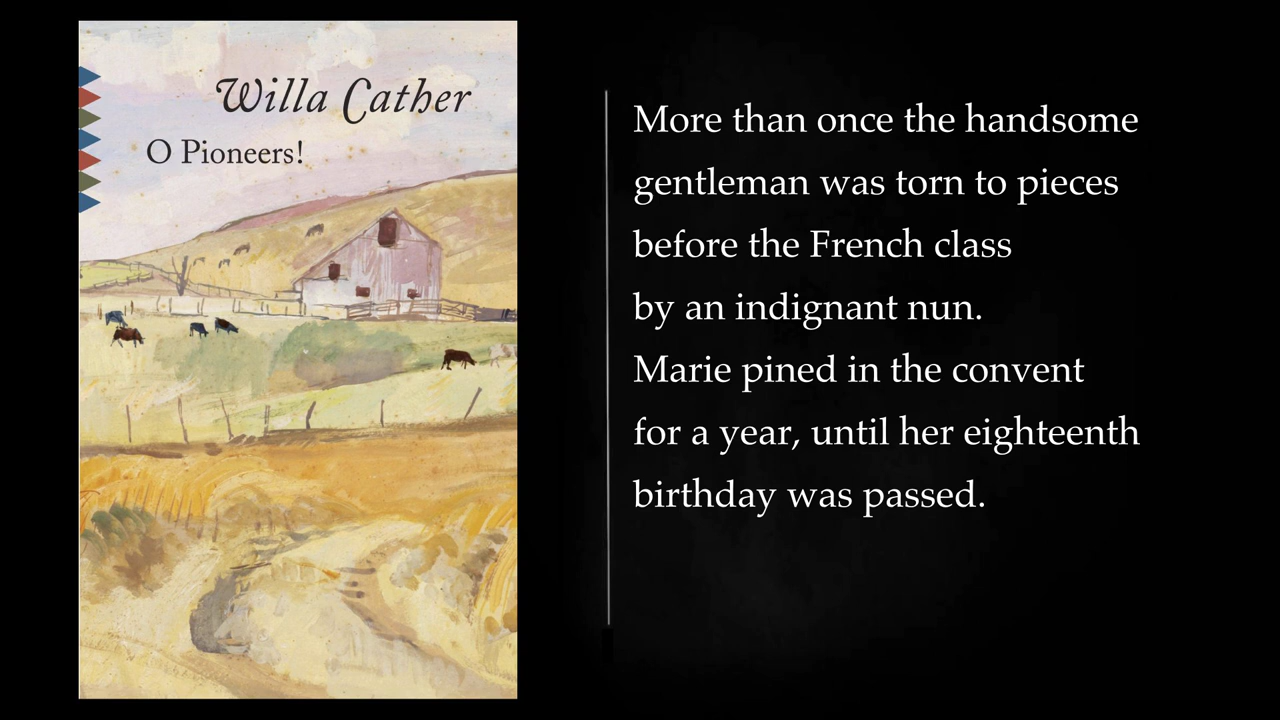 Willa Cather
O Pioneers!
More than once the handsome
gentleman was torn to pieces
before the French class
by an indignant nun.
Marie pined in the convent
for a year, until her eighteenth
birthday was passed.